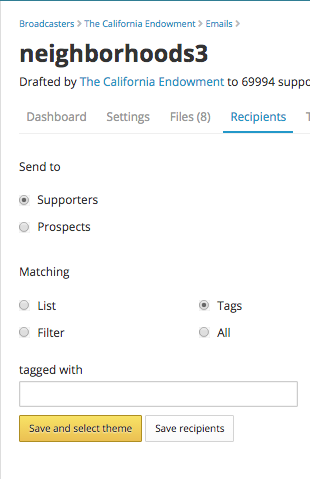 Broadcasters > The California Endowment > Emails >
neighborhoods3
Drafted by The California Endowment to 69994
Dashboard Settings Files (8) Recipients
Send to
Supporters
Prospects
Matching
List Tags
Filter All
tagged with
Save and select theme Save recipients